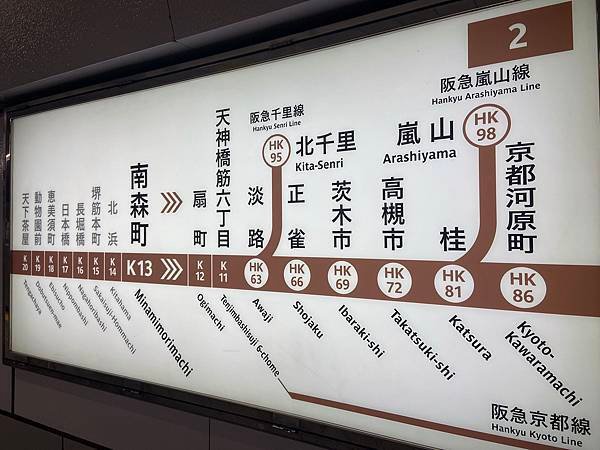 2
阪急嵐山線
Hankyu Arashiyama Line
阪急千里線
Hankyu Senri Line
HK
95
北千里
Kita-Senri
嵐山
Arashiyama
HK
98
天下茶屋
動物園前
恵美須町
日本橋
長堀橋
堺筋本町
北浜
南森町
扇町
天神橋筋六丁目
淡路
正雀
茨木市
高槻市
桂
京都河原町
K
20
K
19
K
18
K
17
K
16
K
15
K
14
K13
K
12
K
11
HK
63
HK
66
HK
69
HK
72
HK
81
HK
86
Tengachaya
Dobutsuen-mae
Ebisucho
Nippombashi
Nagahoribashi
Sakaisuji-Hommachi
Kitahama
Minamimorimachi
Ogimachi
Tenjimbashisuji 6-chome
Awaji
Shojaku
Ibaraki-shi
Takatsuki-shi
Katsura
Kyoto-
Kawaramachi
阪急京都線
Hankyu Kyoto Line